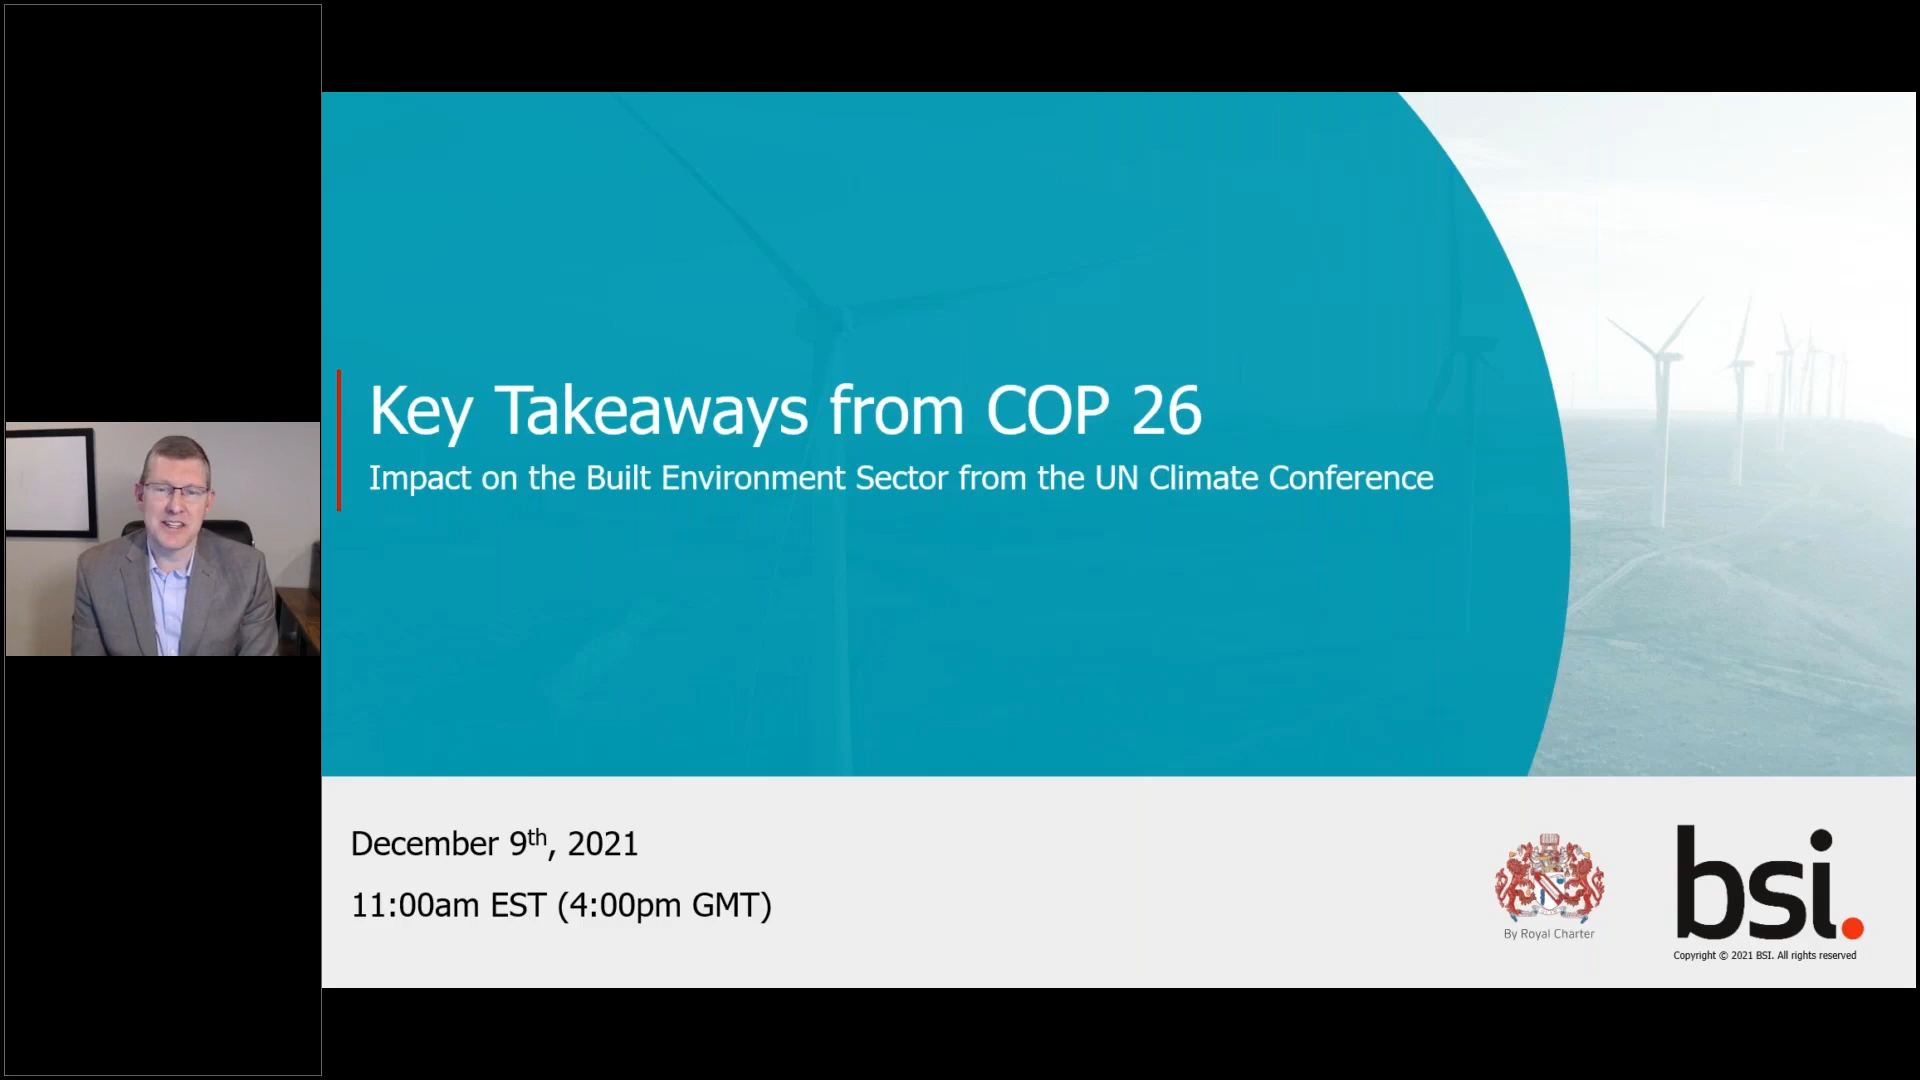 Key Takeaways from COP 26
Impact on the Built Environment Sector from the UN Climate Conference
December 9th, 2021
11:00am EST (4:00pm GMT)
By Royal Charter
bsi.
Copyright © 2021 BSI. All rights reserved